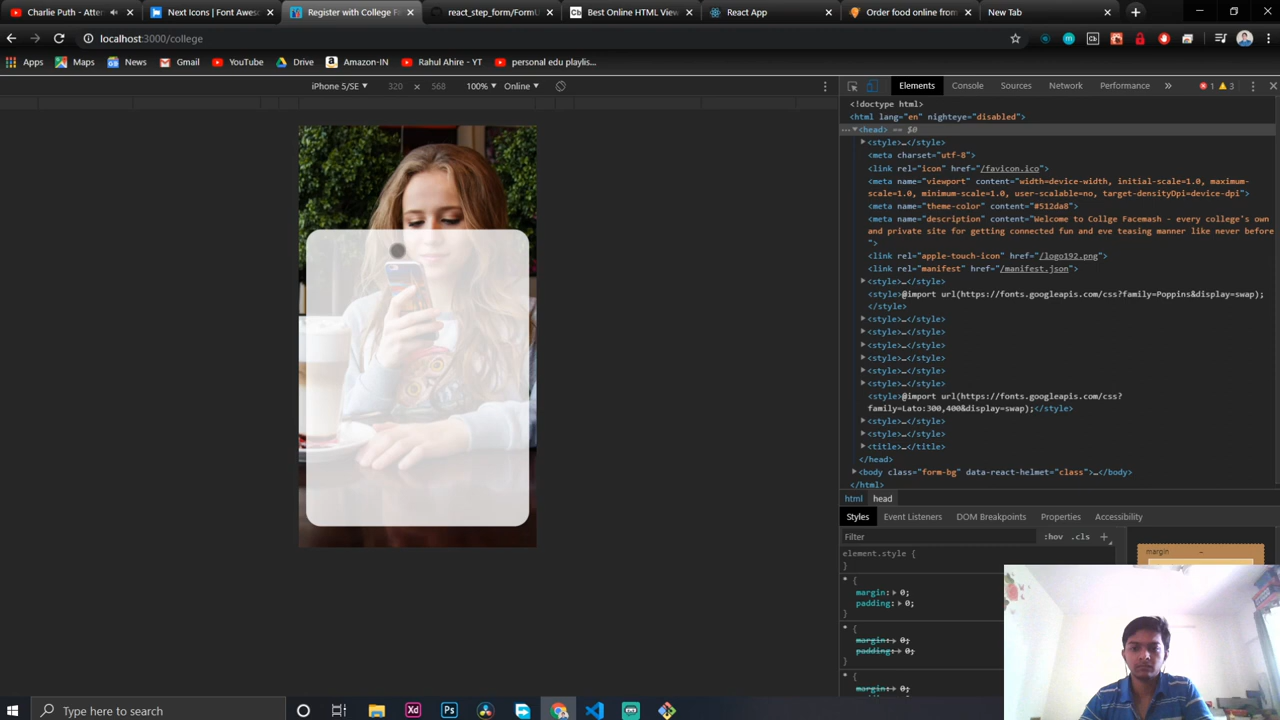 Charlie Puth - Atter
Next Icons | Font Aweso
Register with College Fa
react_step_form/FormU
Best Online HTML View
React App
Order food online from
New Tab
localhost:3000/college
Apps
Maps
News
Gmail
YouTube
Drive
Amazon-IN
Rahul Ahire - YT
personal edu playlis...
iPhone 5/SE ▼ 320 × 568 100% ▼ Online ▼
Elements Console Sources Network Performance » 1 3
<!doctype html>
<html lang="en" nighteye="disabled">
<head> == $0
<style>…</style>
<meta charset="utf-8">
<link rel="icon" href="/favicon.ico">
<meta name="viewport" content="width=device-width, initial-scale=1.0, maximum-
scale=1.0, minimum-scale=1.0, user-scalable=no, target-densityDpi=device-dpi">
<meta name="theme-color" content="#512da8">
<meta name="description" content="Welcome to Collge Facemash - every college's own
and private site for getting connected fun and eve teasing manner like never before
">
<link rel="apple-touch-icon" href="/logo192.png">
<link rel="manifest" href="/manifest.json">
<style>…</style>
<style>@import url(https://fonts.googleapis.com/css?family=Poppins&display=swap);
</style>
<style>…</style>
<style>…</style>
<style>…</style>
<style>…</style>
<style>…</style>
<style>…</style>
<style>@import url(https://fonts.googleapis.com/css?
family=Lato:300,400&display=swap);</style>
<style>…</style>
<style>…</style>
<title>…</title>
</head>
<body class="form-bg" data-react-helmet="class">…</body>
</html>
html head
Styles Event Listeners DOM Breakpoints Properties Accessibility
Filter :hov .cls +
element.style {
}
* {
margin: 0;
padding: 0;
}
* {
margin: 0;
padding: 0;
}
* {
margin: 0;
margin –
Type here to search
Xd
Ps